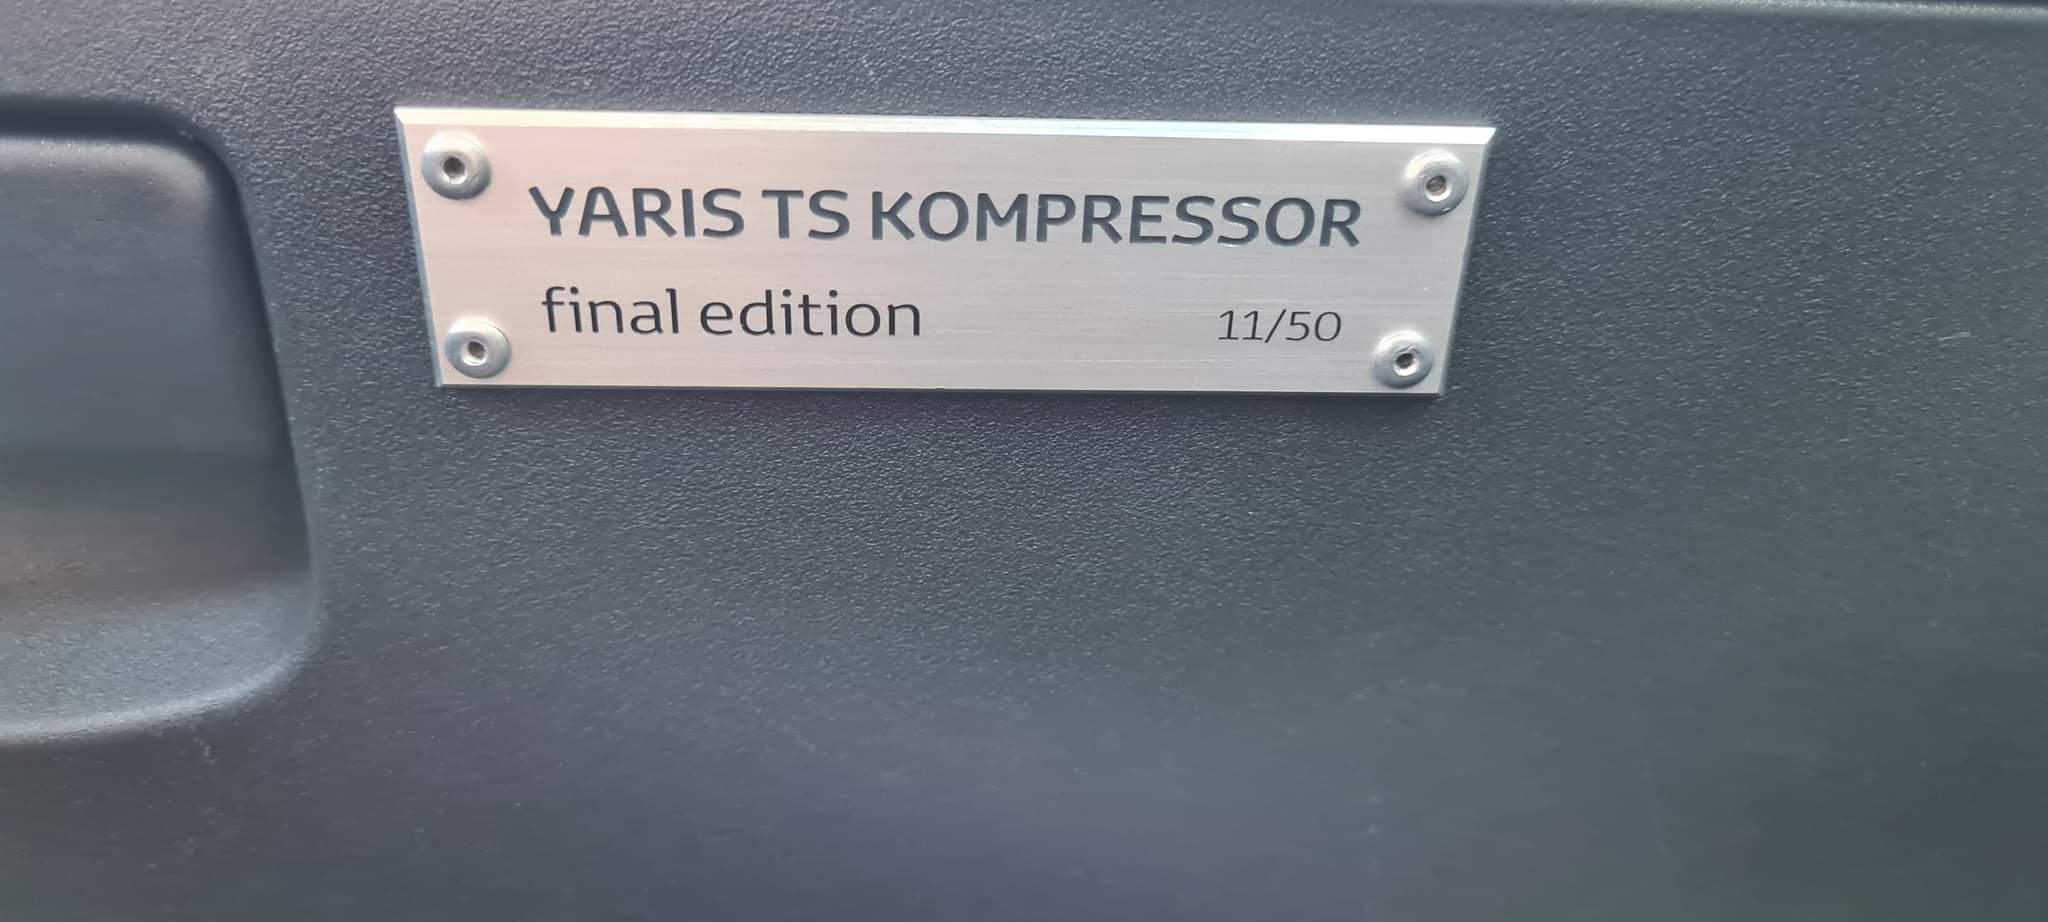 YARIS TS KOMPRESSOR
final edition 11/50